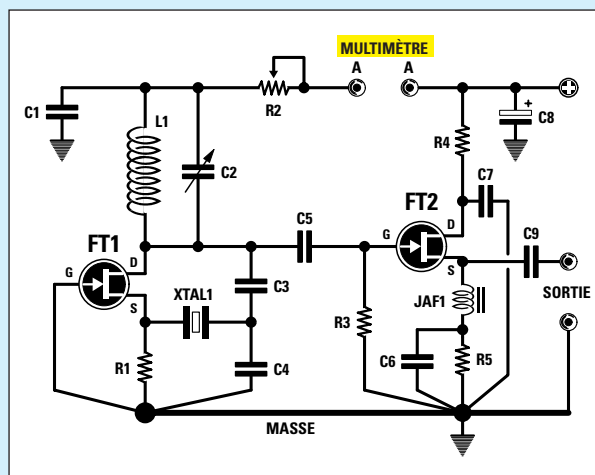 MULTIMÈTRE
A A
C1
R2
+
C8
L1
C2
R4
C7
FT1
FT2
C5
C9
D
G
D
G
S
S
C3
XTAL1
JAF1
SORTIE
R3
R1
C4
C6
R5
MASSE